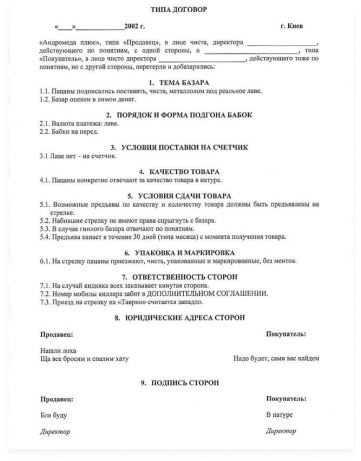 ТИПА ДОГОВОР
«____»______________2002 г. г. Киев
«Андромеда плюс», типа «Продавец», в лице чиста, директора ____________________,
действующего по понятиям, с одной стороны, и ____________________________, типа
«Покупатель», в лице чисто директора ____________________, действующего тоже по
понятиям, но с другой стороны, перетерли и добазарились:
1. ТЕМА БАЗАРА
1.1. Пацаны подписались поставить, чиста, металлолом под реальное лаве.
1.2. Базар оценен в лимон денег.
2. ПОРЯДОК И ФОРМА ПОДГОНА БАБОК
2.1. Валюта платежа: лаве.
2.2. Бабки на перед.
3. УСЛОВИЯ ПОСТАВКИ НА СЧЕТЧИК
3.1 Лаве нет – на счетчик.
4. КАЧЕСТВО ТОВАРА
4.1. Пацаны конкретно отвечают за качество товара в натуре.
5. УСЛОВИЯ СДАЧИ ТОВАРА
5.1. Возможные предъявы по качеству и количеству товара должны быть предъявлены на
стрелке.
5.2. Набившие стрелку не имеют права спрыгнуть с базара.
5.3. В случае гнилого базара отвечают по понятиям.
5.4. Предъява канает в течение 30 дней (типа месяца) с момента получения товара.
6. УПАКОВКА И МАРКИРОВКА
6.1. На стрелку пацаны приезжают, чиста, упакованные и маркированные, без ментов.
7. ОТВЕТСТВЕННОСТЬ СТОРОН
7.1. На случай кидняка всех заказывает кинутая сторона.
7.2. Номер мобилы киллера забит в ДОПОЛНИТЕЛЬНОМ СОГЛАШЕНИИ.
7.3. Приезд на стрелку на «Таврии» считается западло.
8. ЮРИДИЧЕСКИЕ АДРЕСА СТОРОН
Продавец: Покупатель:
Нашли лоха
Ща все бросим и спалим хату Надо будет, сами вас найдем
9. ПОДПИСЬ СТОРОН
Продавец: Покупатель:
Бля буду В натуре
Директор Директор